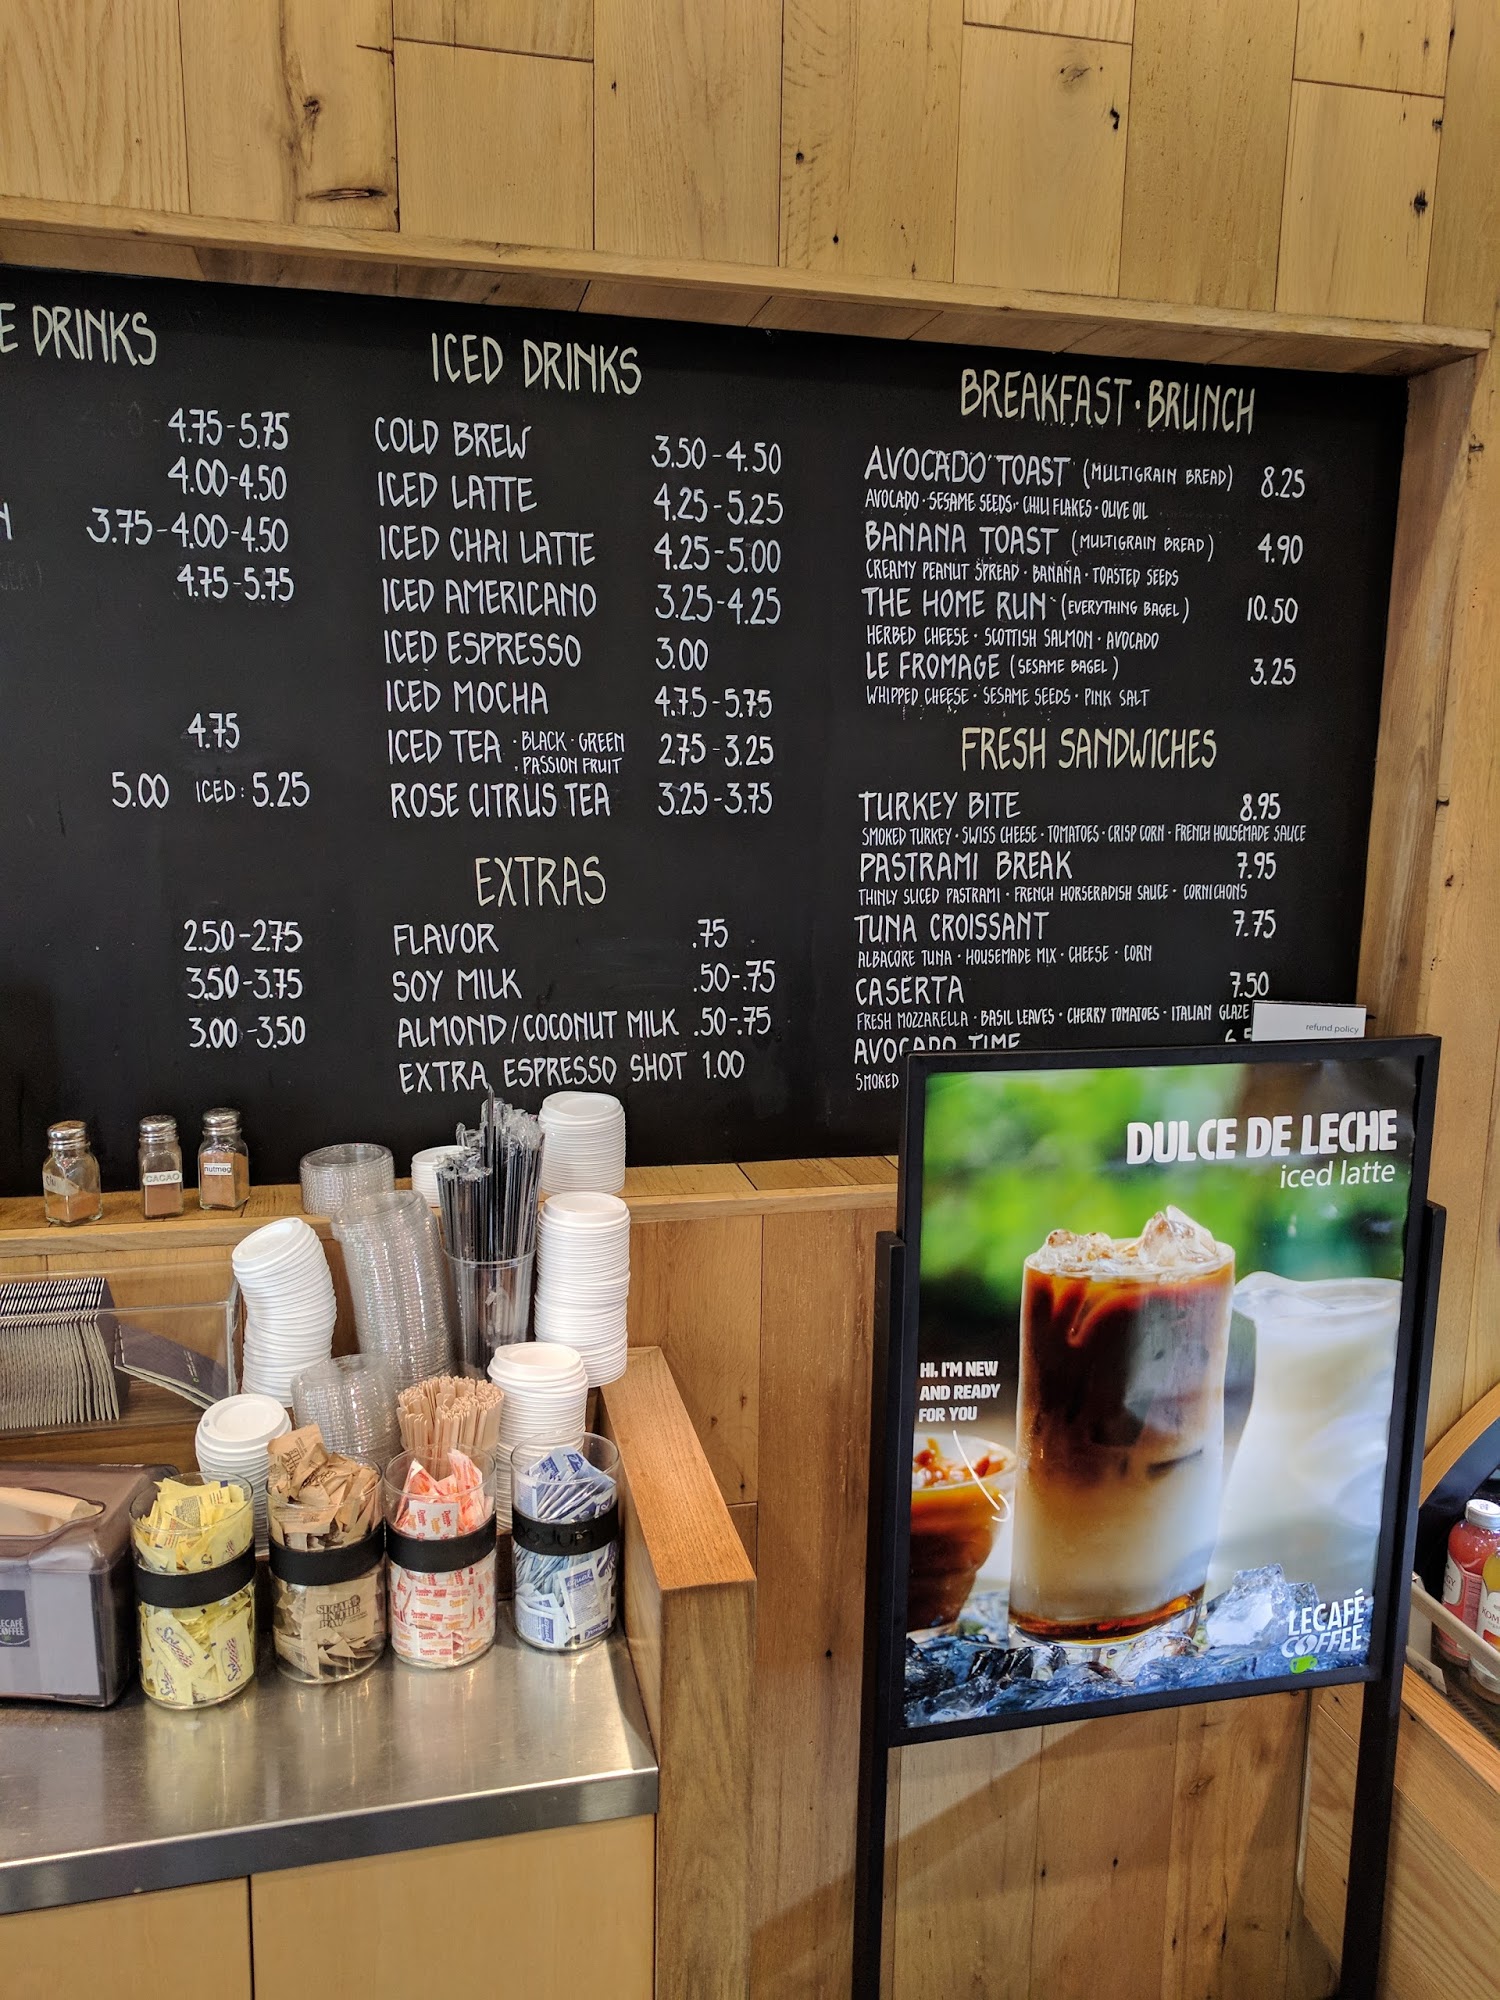 E DRINKS
4.75-5.75
4.00-4.50
3.75-4.00-4.50
4.75-5.75
4.75
5.00 ICED: 5.25
2.50-2.75
3.50-3.75
3.00-3.50
ICED DRINKS
COLD BREW 3.50-4.50
ICED LATTE 4.25-5.25
ICED CHAI LATTE 4.25-5.00
ICED AMERICANO 3.25-4.25
ICED ESPRESSO 3.00
ICED MOCHA 4.75-5.75
ICED TEA · BLACK · GREEN 2.75-3.25
· PASSION FRUIT
ROSE CITRUS TEA 3.25-3.75
EXTRAS
FLAVOR .75
SOY MILK .50-.75
ALMOND/COCONUT MILK .50-.75
EXTRA ESPRESSO SHOT 1.00
BREAKFAST·BRUNCH
AVOCADO TOAST (MULTIGRAIN BREAD) 8.25
AVOCADO · SESAME SEEDS · CHILI FLAKES · OLIVE OIL
BANANA TOAST (MULTIGRAIN BREAD) 4.90
CREAMY PEANUT SPREAD · BANANA · TOASTED SEEDS
THE HOME RUN (EVERYTHING BAGEL) 10.50
HERBED CHEESE · SCOTTISH SALMON · AVOCADO
LE FROMAGE (SESAME BAGEL) 3.25
WHIPPED CHEESE · SESAME SEEDS · PINK SALT
FRESH SANDWICHES
TURKEY BITE 8.95
SMOKED TURKEY · SWISS CHEESE · TOMATOES · CRISP CORN · FRENCH HOUSEMADE SAUCE
PASTRAMI BREAK 7.95
THINLY SLICED PASTRAMI · FRENCH HORSERADISH SAUCE · CORNICHONS
TUNA CROISSANT 7.75
ALBACORE TUNA · HOUSEMADE MIX · CHEESE · CORN
CASERTA 7.50
FRESH MOZZARELLA · BASIL LEAVES · CHERRY TOMATOES · ITALIAN GLAZE
AVOCADO TIME
SMOKED
refund policy
DULCE DE LECHE
iced latte
HI, I'M NEW
AND READY
FOR YOU
LECAFÉ
COFFEE
CACAO
nutmeg
LECAFÉ
COFFEE
SUGAR
IN THE
RAW